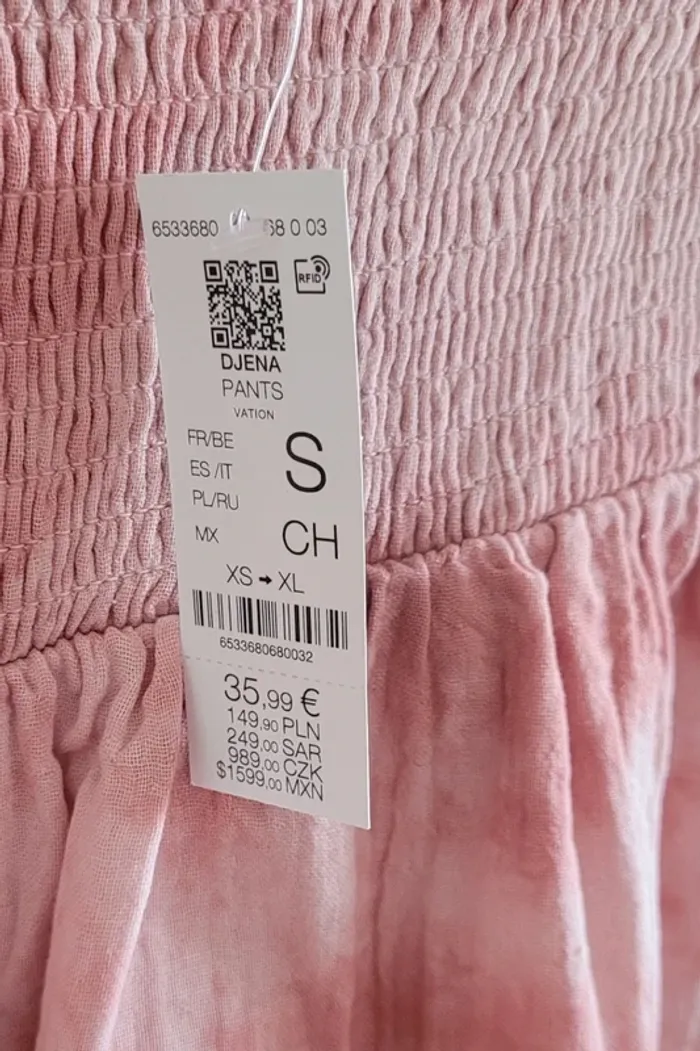 6533680 68 0 03
RFID
DJENA
PANTS
VATION
FR/BE
ES /IT
PL/RU
S
MX
CH
XS ➞ XL
6533680680032
35,99 €
149,90 PLN
249,00 SAR
989,00 CZK
$1599,00 MXN